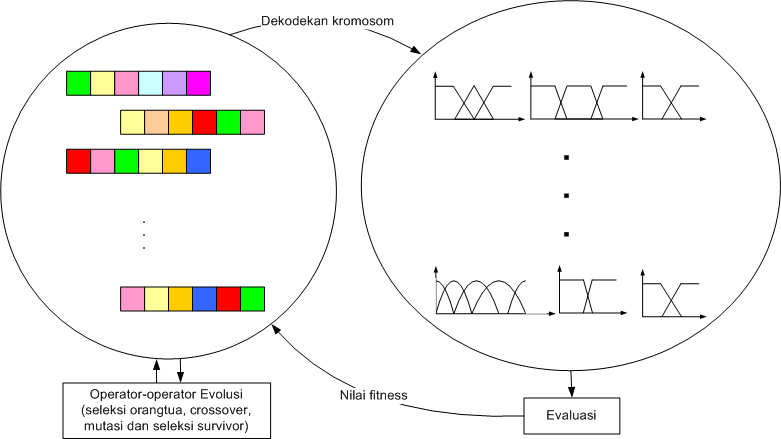 Dekodekan kromosom
Operator-operator Evolusi
(seleksi orangtua, crossover,
mutasi dan seleksi survivor)
Nilai fitness
Evaluasi